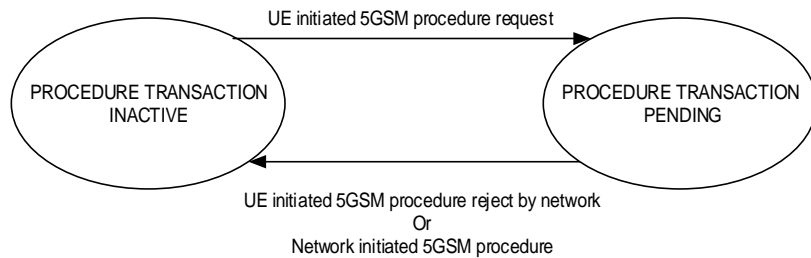 UE initiated 5GSM procedure request
PROCEDURE TRANSACTION
INACTIVE
PROCEDURE TRANSACTION
PENDING
UE initiated 5GSM procedure reject by network
Or
Network initiated 5GSM procedure